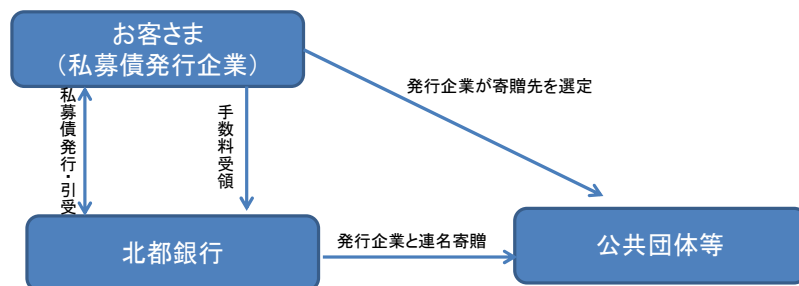 お客さま
（私募債発行企業）
発行企業が寄贈先を選定
私募債発行・引受
手数料受領
北都銀行
発行企業と連名寄贈
公共団体等